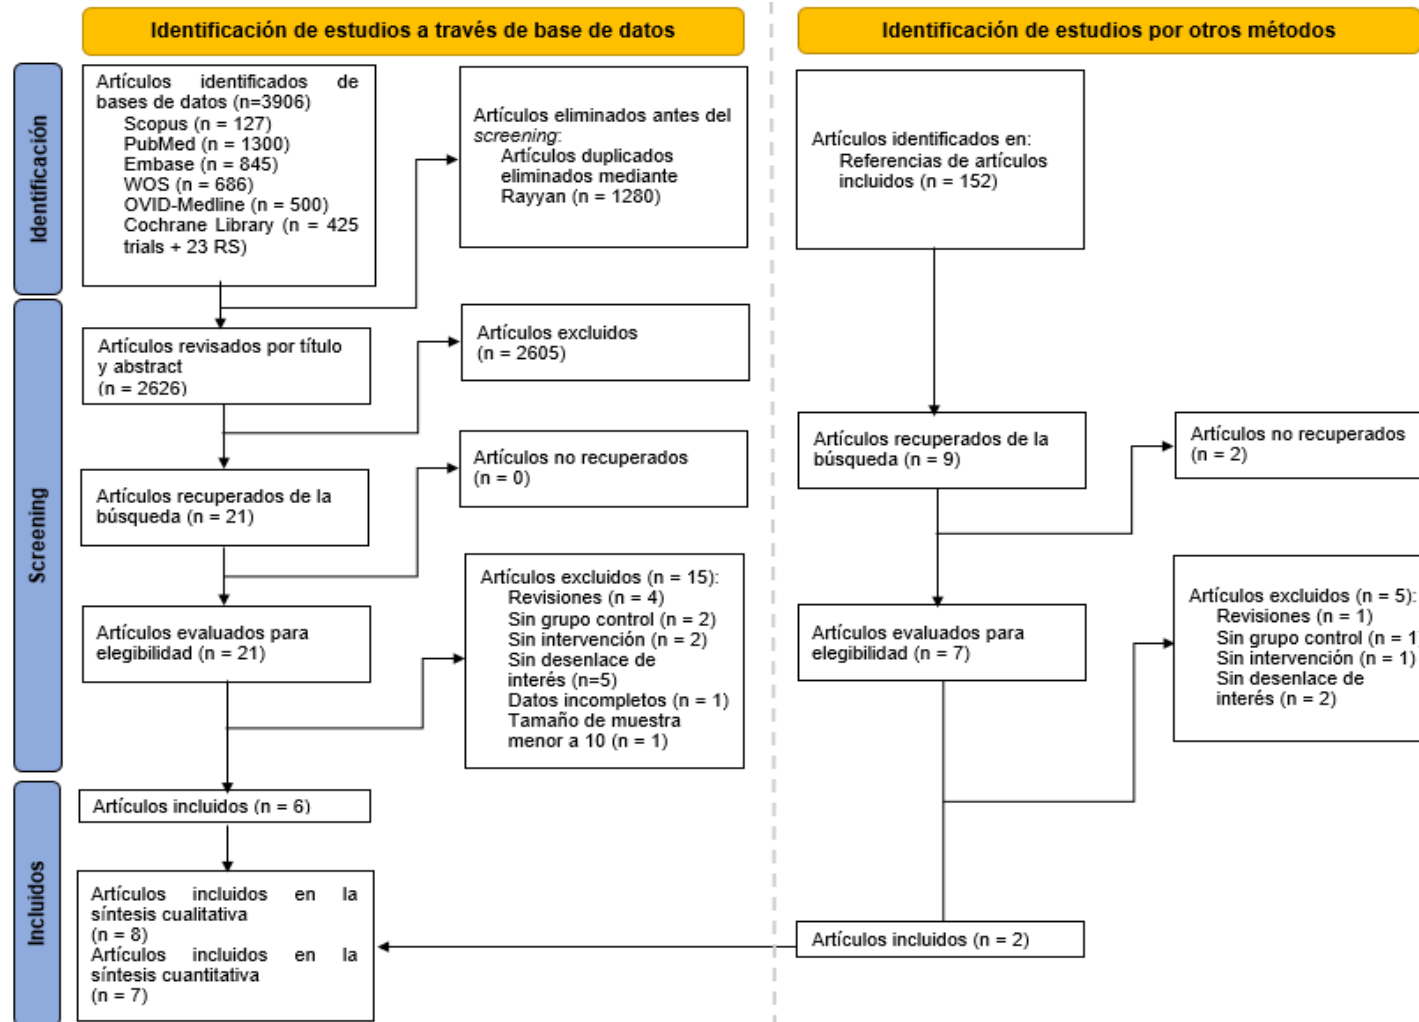 Identificación de estudios a través de base de datos
Identificación de estudios por otros métodos
Identificación
Artículos identificados de
bases de datos (n=3906)
Scopus (n = 127)
PubMed (n = 1300)
Embase (n = 845)
WOS (n = 686)
OVID-Medline (n = 500)
Cochrane Library (n = 425
trials + 23 RS)
Artículos eliminados antes del
screening:
Artículos duplicados
eliminados mediante
Rayyan (n = 1280)
Artículos identificados en:
Referencias de artículos
incluidos (n = 152)
Screening
Artículos revisados por título
y abstract
(n = 2626)
Artículos excluidos
(n = 2605)
Artículos recuperados de la
búsqueda (n = 21)
Artículos no recuperados
(n = 0)
Artículos recuperados de la
búsqueda (n = 9)
Artículos no recuperados
(n = 2)
Artículos evaluados para
elegibilidad (n = 21)
Artículos excluidos (n = 15):
Revisiones (n = 4)
Sin grupo control (n = 2)
Sin intervención (n = 2)
Sin desenlace de
interés (n=5)
Datos incompletos (n = 1)
Tamaño de muestra
menor a 10 (n = 1)
Artículos evaluados para
elegibilidad (n = 7)
Artículos excluidos (n = 5):
Revisiones (n = 1)
Sin grupo control (n = 1)
Sin intervención (n = 1)
Sin desenlace de
interés (n = 2)
Incluidos
Artículos incluidos (n = 6)
Artículos incluidos en la
síntesis cualitativa
(n = 8)
Artículos incluidos en la
síntesis cuantitativa
(n = 7)
Artículos incluidos (n = 2)